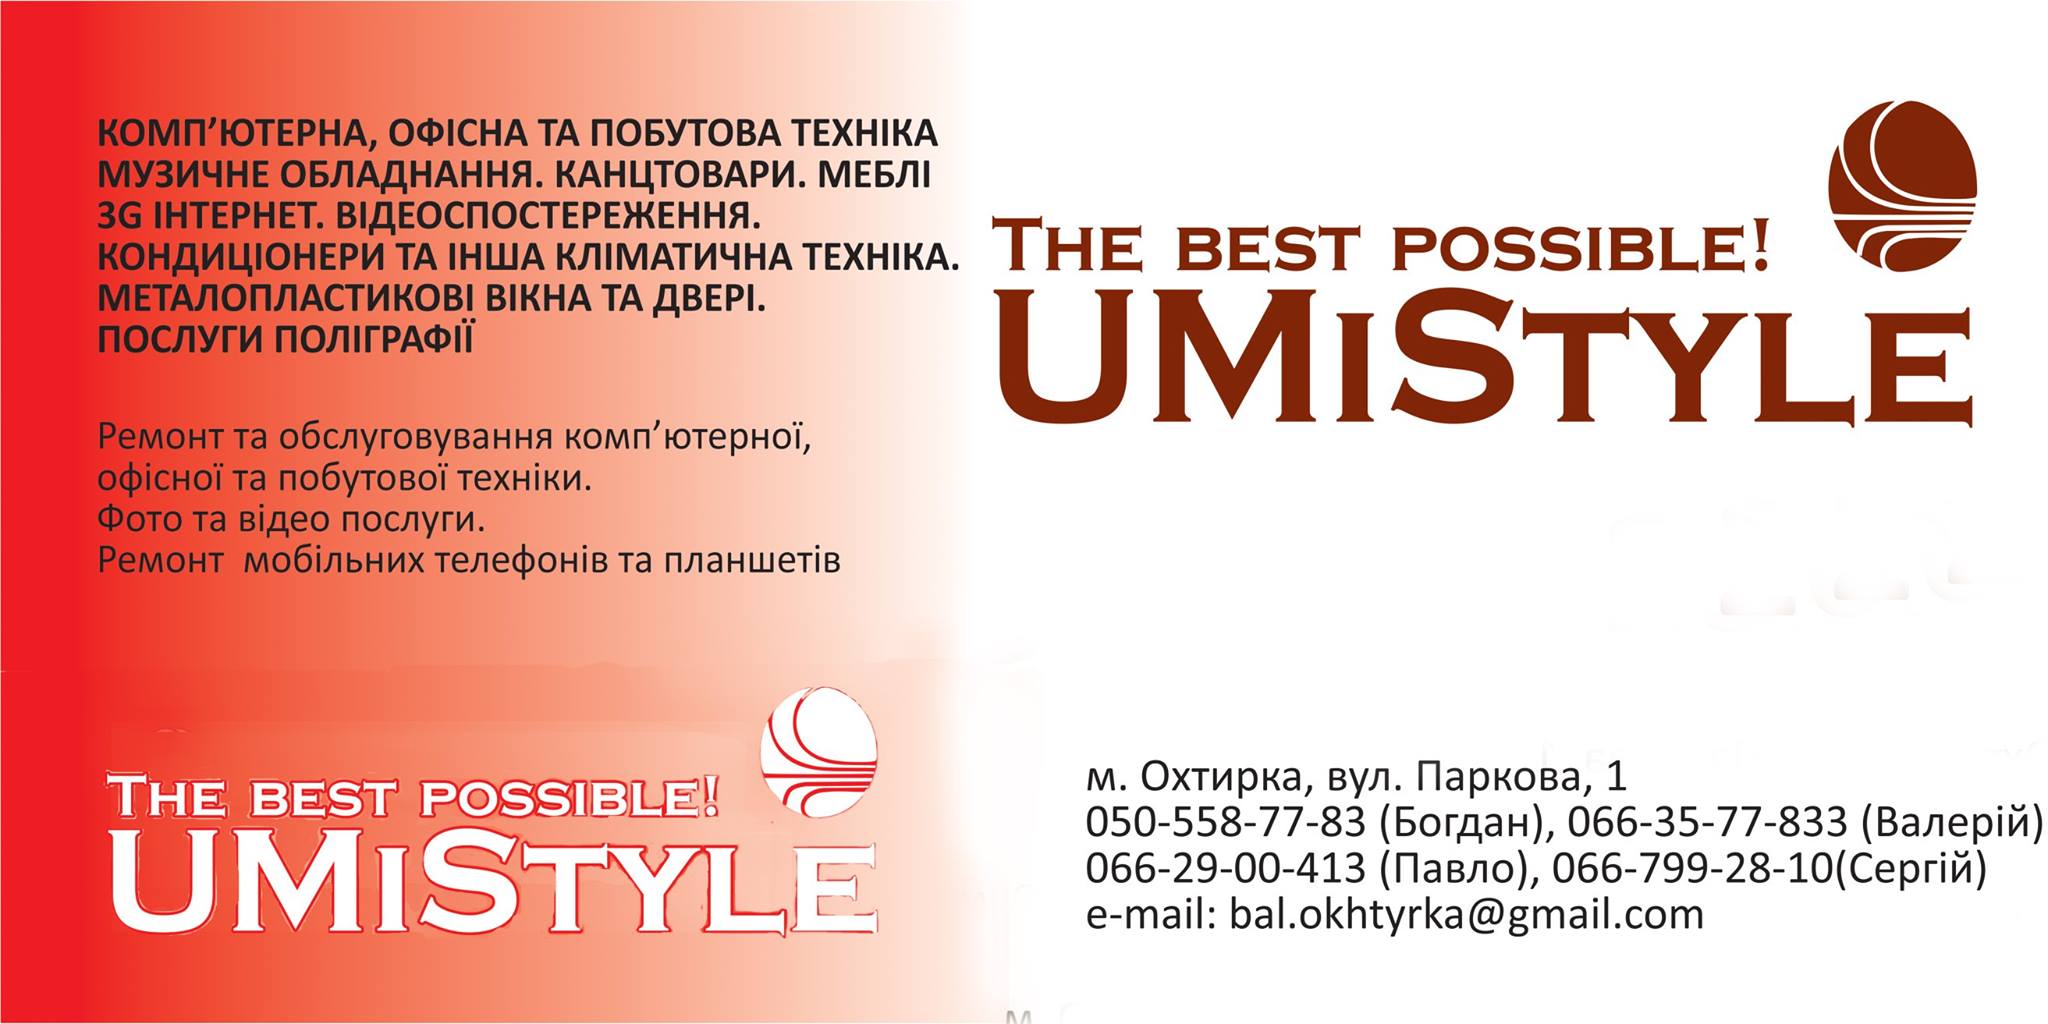 КОМП’ЮТЕРНА, ОФІСНА ТА ПОБУТОВА ТЕХНІКА
МУЗИЧНЕ ОБЛАДНАННЯ. КАНЦТОВАРИ. МЕБЛІ
3G ІНТЕРНЕТ. ВІДЕОСПОСТЕРЕЖЕННЯ.
КОНДИЦІОНЕРИ ТА ІНША КЛІМАТИЧНА ТЕХНІКА.
МЕТАЛОПЛАСТИКОВІ ВІКНА ТА ДВЕРІ.
ПОСЛУГИ ПОЛІГРАФІЇ
Ремонт та обслуговування комп’ютерної,
офісної та побутової техніки.
Фото та відео послуги.
Ремонт  мобільних телефонів та планшетів
THE BEST POSSIBLE!
UMISTYLE
THE BEST POSSIBLE!
UMISTYLE
м. Охтирка, вул. Паркова, 1
050-558-77-83 (Богдан), 066-35-77-833 (Валерій)
066-29-00-413 (Павло), 066-799-28-10(Сергій)
e-mail: bal.okhtyrka@gmail.com